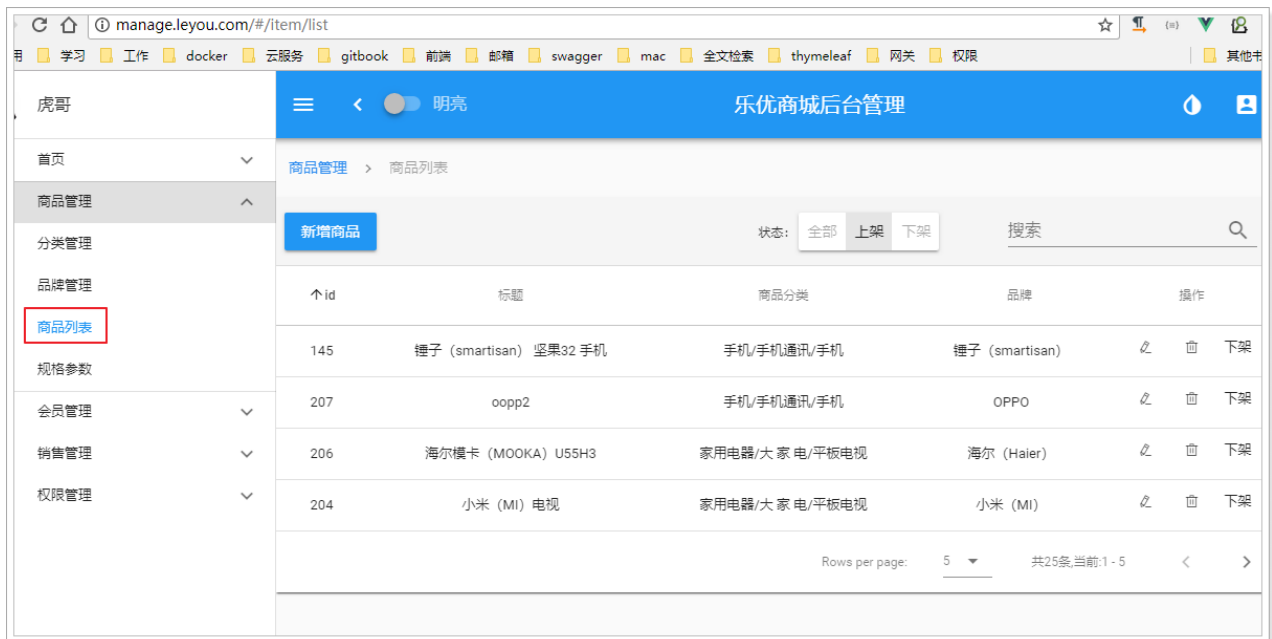 manage.leyou.com/#/item/list
用 学习 工作 docker 云服务 gitbook 前端 邮箱 swagger mac 全文检索 thymeleaf 网关 权限 其他书
虎哥
明亮 乐优商城后台管理
首页
商品管理 > 商品列表
商品管理
新增商品 状态: 全部 上架 下架 搜索
分类管理
品牌管理
id 标题 商品分类 品牌 操作
商品列表
145 锤子（smartisan） 坚果32 手机 手机/手机通讯/手机 锤子（smartisan） 下架
规格参数
207 oopp2 手机/手机通讯/手机 OPPO 下架
会员管理
206 海尔模卡（MOOKA）U55H3 家用电器/大 家 电/平板电视 海尔（Haier） 下架
销售管理
204 小米（MI）电视 家用电器/大 家 电/平板电视 小米（MI） 下架
权限管理
Rows per page: 5 共25条,当前:1 - 5